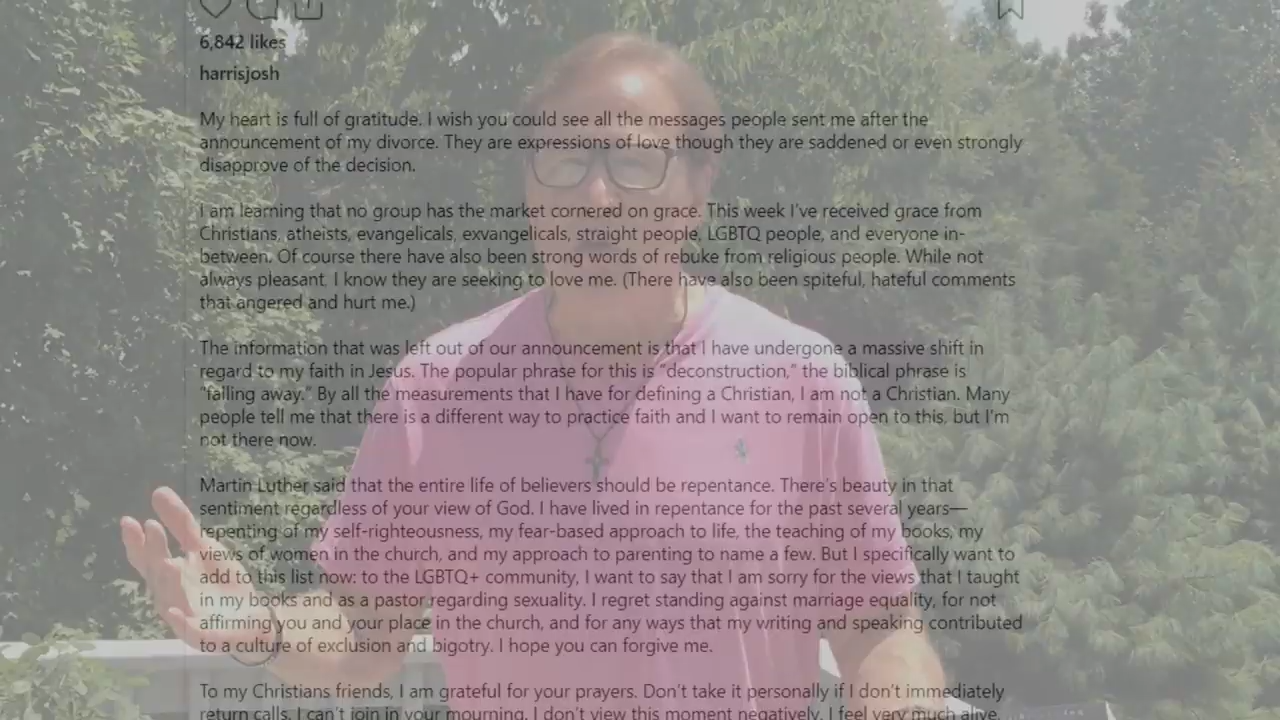 6,842 likes
harrisjosh
My heart is full of gratitude. I wish you could see all the messages people sent me after the
announcement of my divorce. They are expressions of love though they are saddened or even strongly
disapprove of the decision.
I am learning that no group has the market cornered on grace. This week I've received grace from
Christians, atheists, evangelicals, exvangelicals, straight people, LGBTQ people, and everyone in-
between. Of course there have also been strong words of rebuke from religious people. While not
always pleasant. I know they are seeking to love me. (There have also been spiteful, hateful comments
that angered and hurt me.)
The information that was left out of our announcement is that I have undergone a massive shift in
regard to my faith in Jesus. The popular phrase for this is "deconstruction," the biblical phrase is
"falling away." By all the measurements that I have for defining a Christian, I am not a Christian. Many
people tell me that there is a different way to practice faith and I want to remain open to this, but I'm
not there now.
Martin Luther said that the entire life of believers should be repentance. There's beauty in that
sentiment regardless of your view of God. I have lived in repentance for the past several years—
repenting of my self-righteousness, my fear-based approach to life, the teaching of my books, my
views of women in the church, and my approach to parenting to name a few. But I specifically want to
add to this list now: to the LGBTQ+ community, I want to say that I am sorry for the views that I taught
in my books and as a pastor regarding sexuality. I regret standing against marriage equality, for not
affirming you and your place in the church, and for any ways that my writing and speaking contributed
to a culture of exclusion and bigotry. I hope you can forgive me.
To my Christians friends, I am grateful for your prayers. Don't take it personally if I don't immediately
return calls. I can't join in your mourning. I don't view this moment negatively. I feel very much alive,